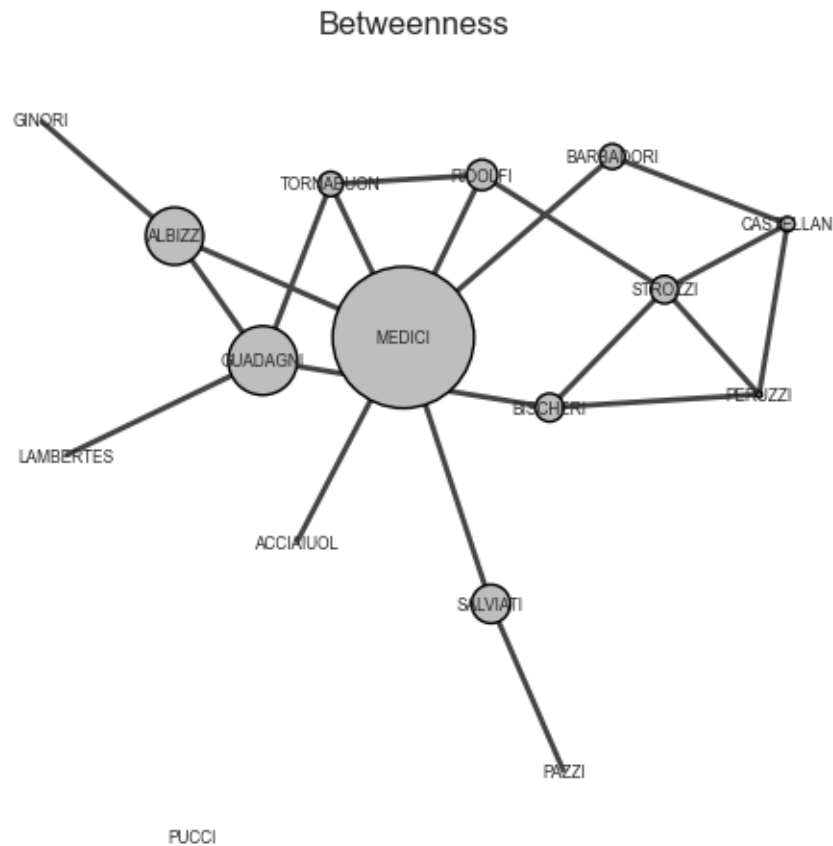 Betweenness
GINORI
BARBADORI
RIDOLFI
TORNABUON
CASTELLAN
ALBIZZI
STROZZI
MEDICI
GUADAGNI
PERUZZI
BISCHERI
LAMBERTES
ACCIAIUOL
SALVIATI
PAZZI
PUCCI